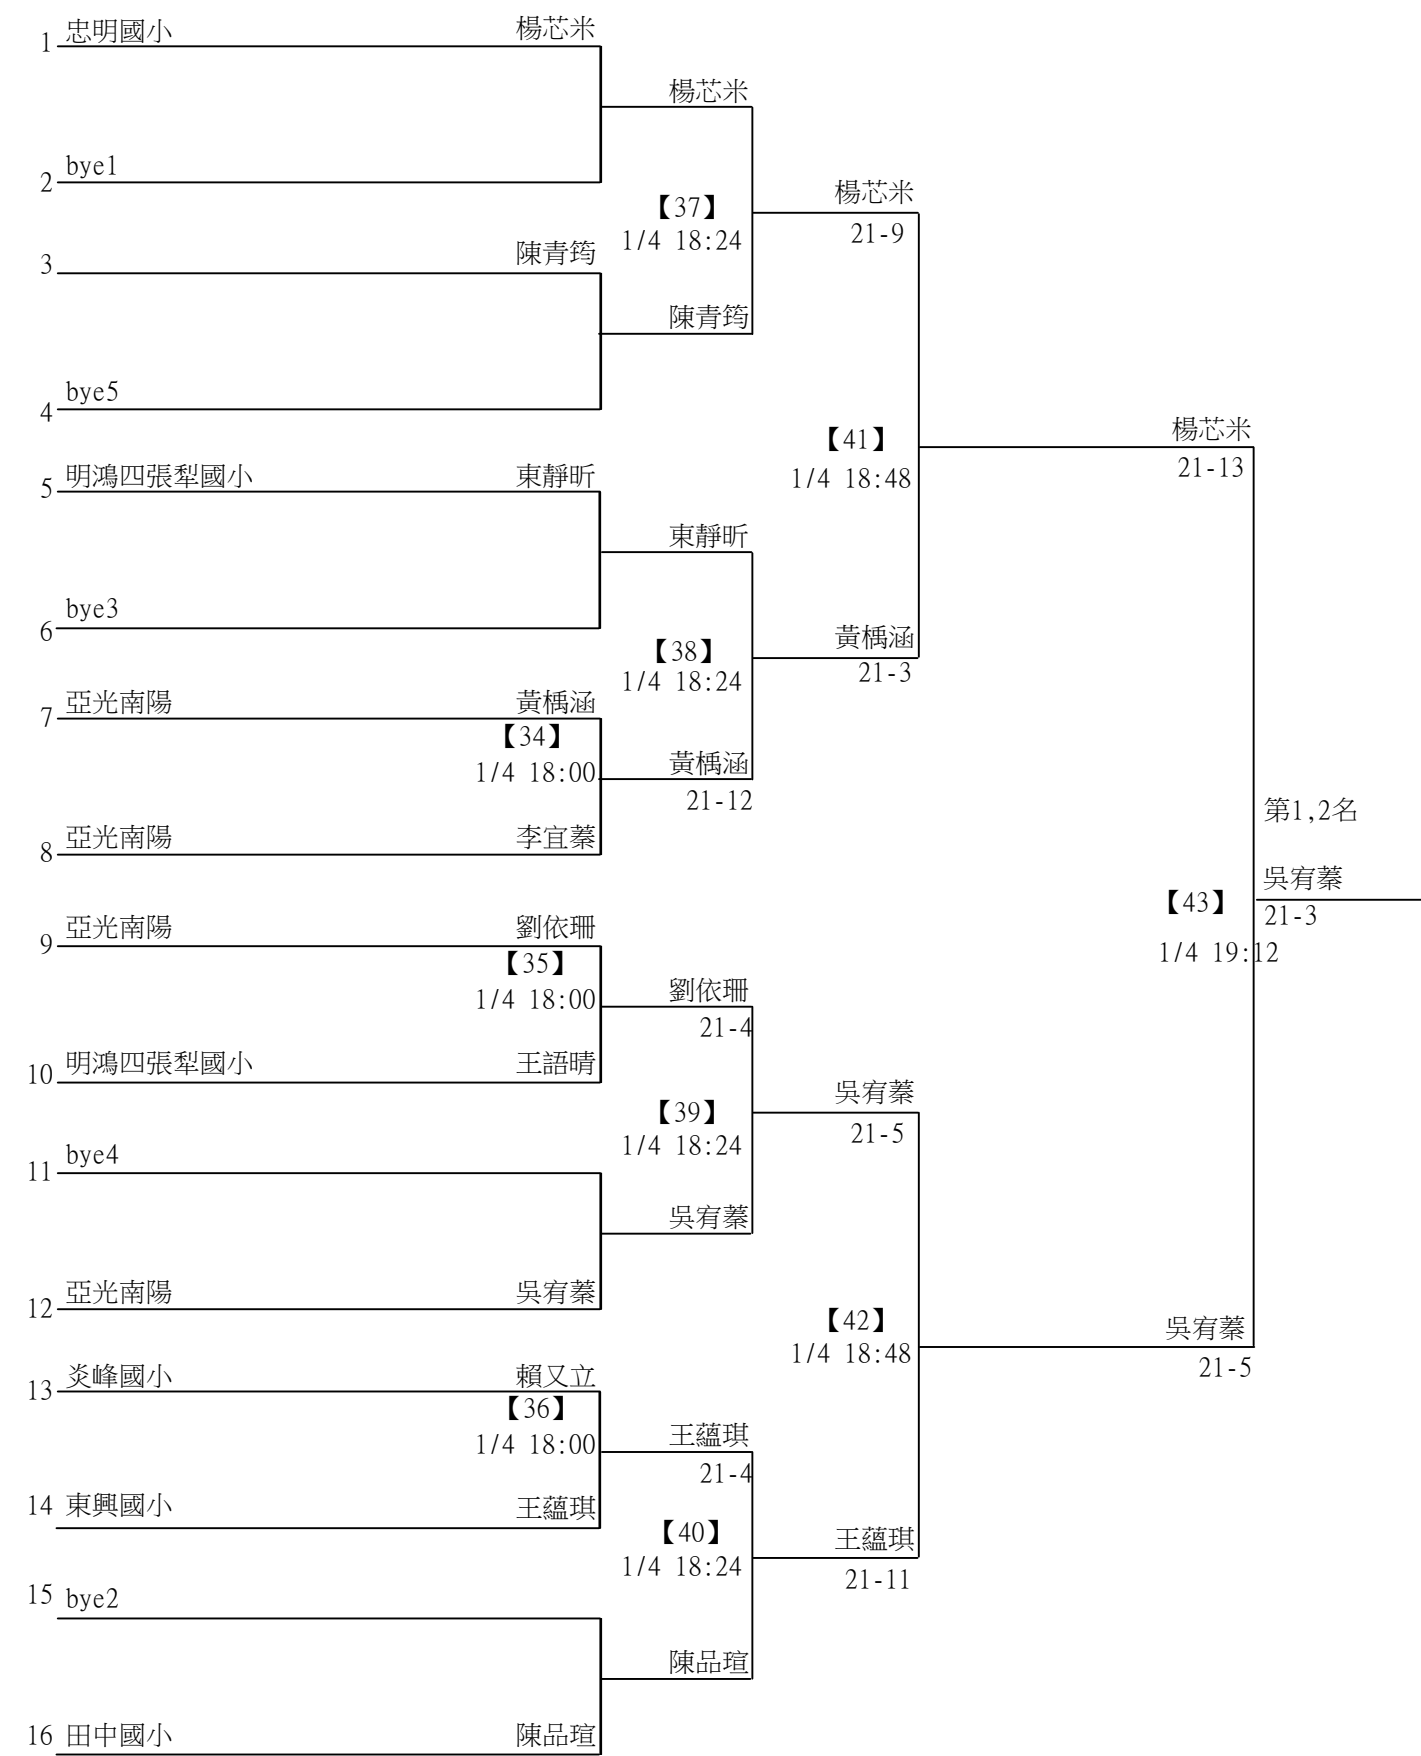 1 忠明國小 楊芯米
楊芯米
2 bye1
【37】
1/4 18:24
楊芯米
21-9
3 陳青筠
陳青筠
4 bye5
【41】
1/4 18:48
楊芯米
21-13
5 明鴻四張犁國小 東靜昕
東靜昕
6 bye3
【38】
1/4 18:24
黃楀涵
21-3
7 亞光南陽 黃楀涵
【34】
1/4 18:00
黃楀涵
21-12
8 亞光南陽 李宜蓁
第1,2名
【43】
1/4 19:12
吳宥蓁
21-3
9 亞光南陽 劉依珊
【35】
1/4 18:00
劉依珊
21-4
10 明鴻四張犁國小 王語晴
【39】
1/4 18:24
吳宥蓁
21-5
11 bye4
吳宥蓁
12 亞光南陽 吳宥蓁
【42】
1/4 18:48
吳宥蓁
21-5
13 炎峰國小 賴又立
【36】
1/4 18:00
王蘊琪
21-4
14 東興國小 王蘊琪
【40】
1/4 18:24
王蘊琪
21-11
15 bye2
陳品瑄
16 田中國小 陳品瑄